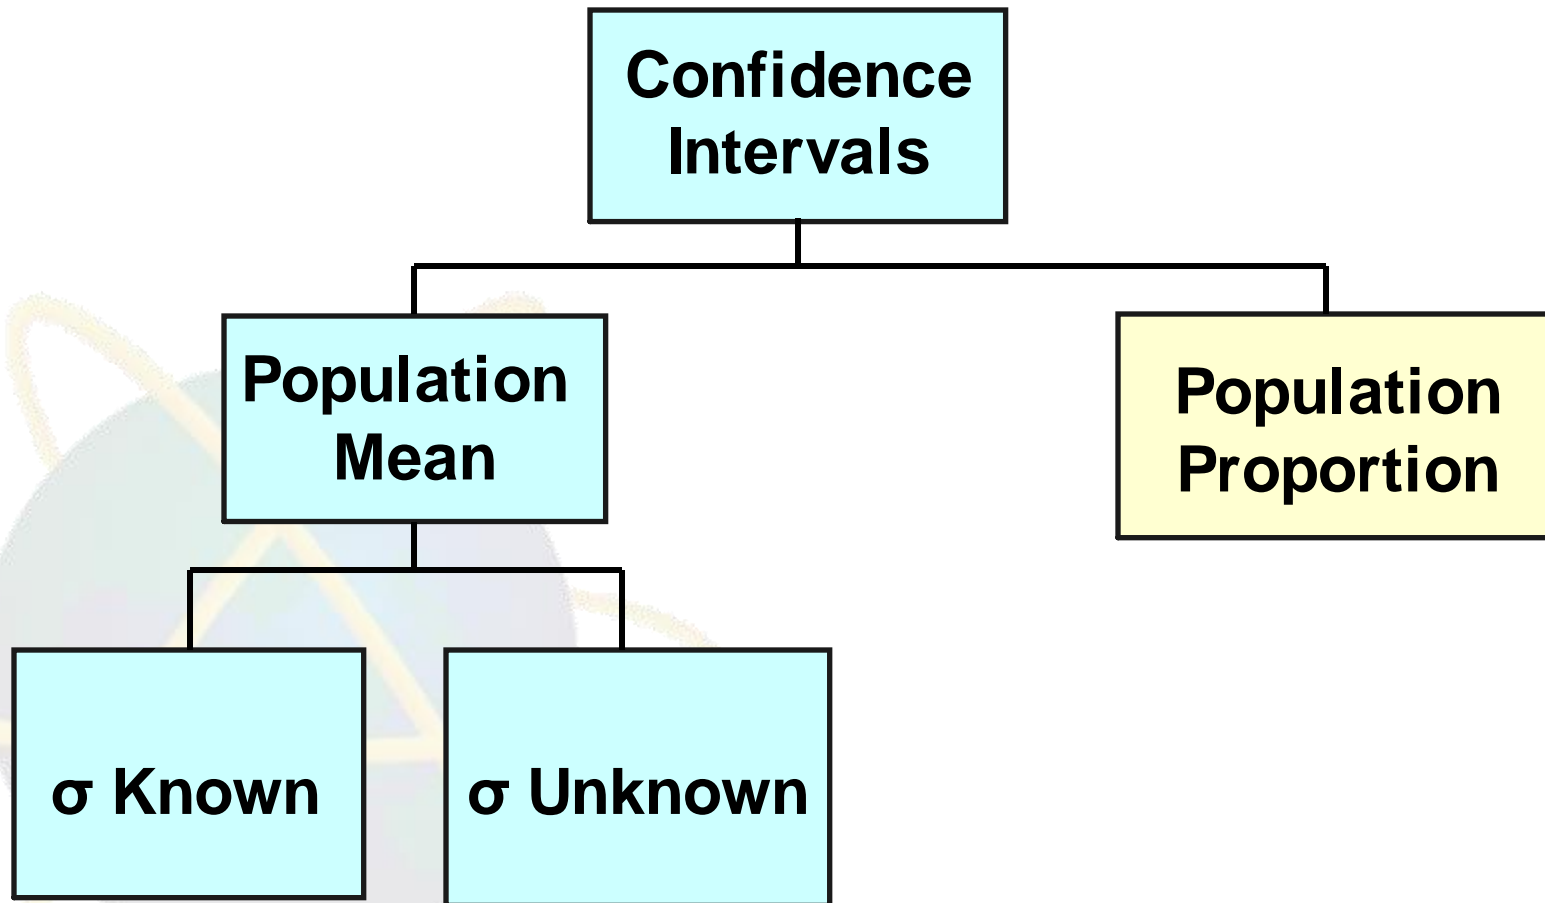 Confidence
Intervals
Population
Mean
Population
Proportion
σ Known
σ Unknown